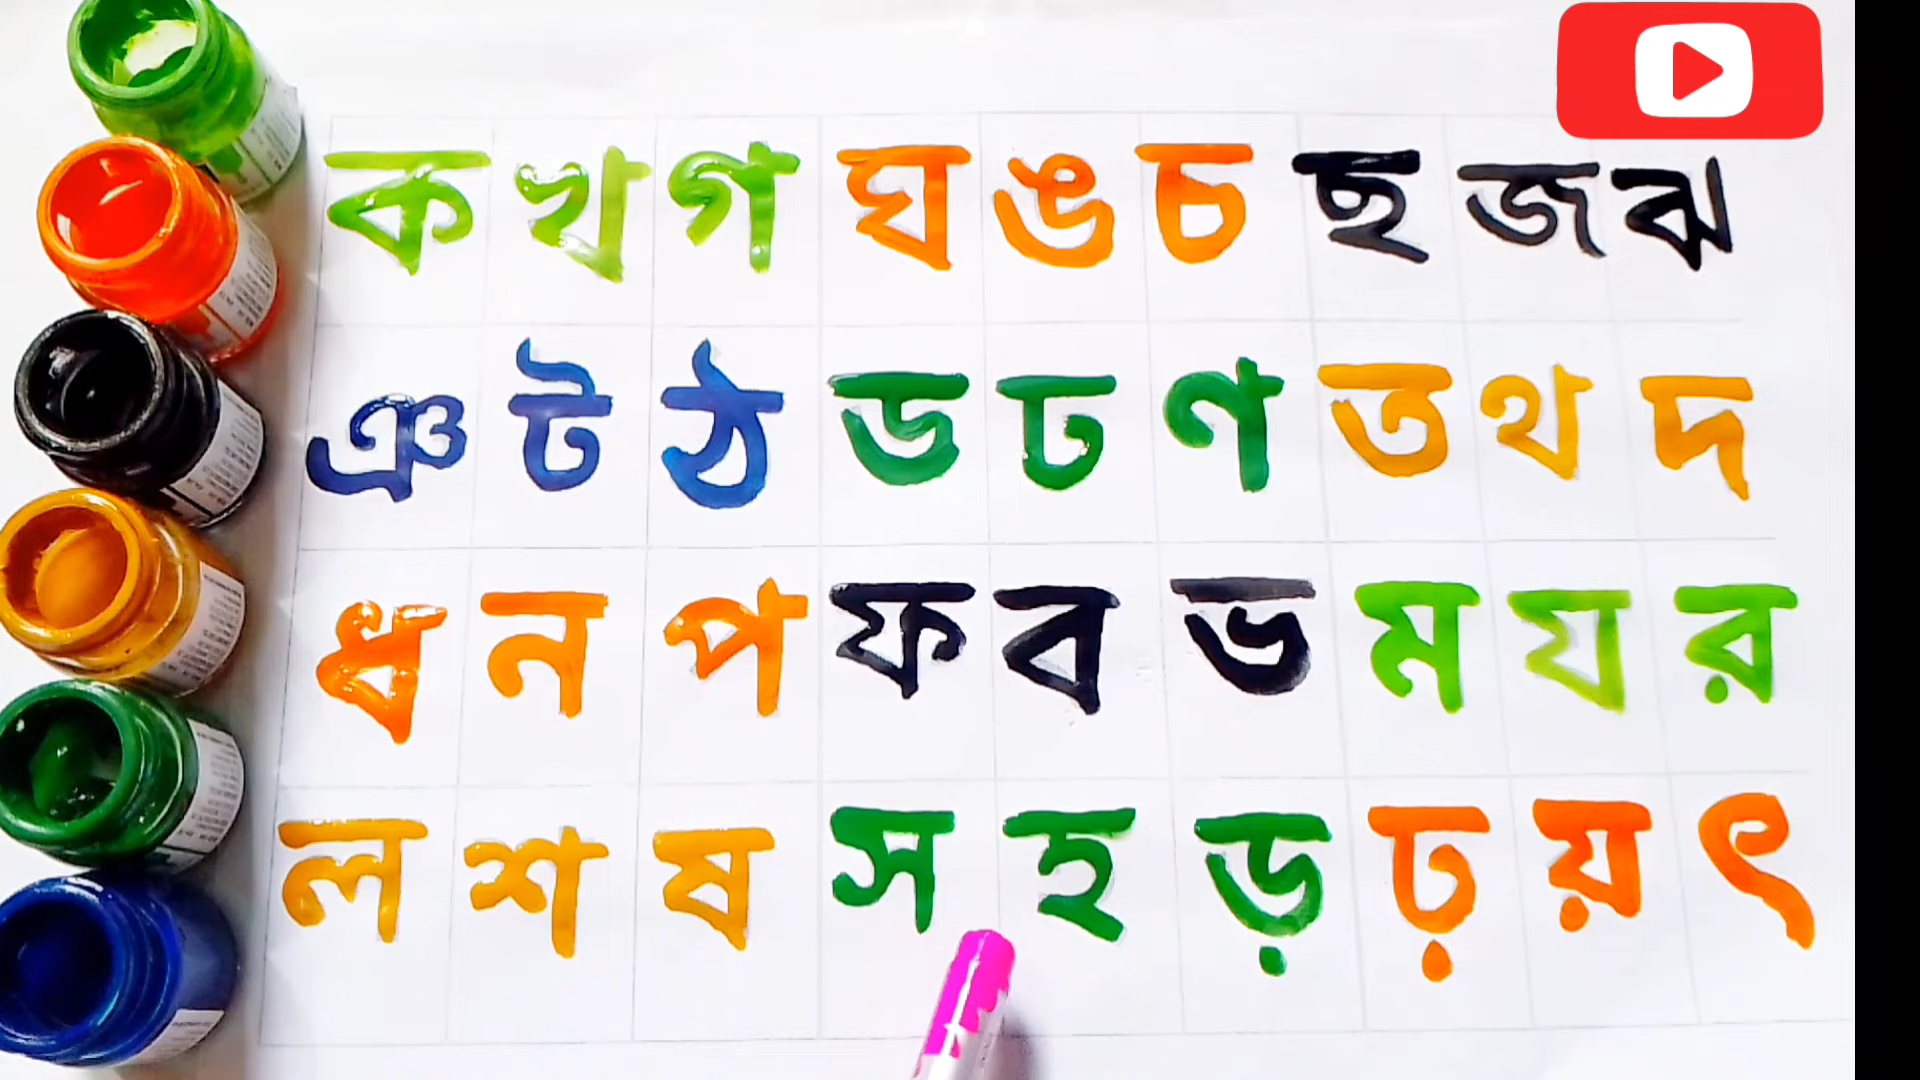 ক খ গ ঘ ঙ চ ছ জ ঝ
ঞ ট ঠ ড ঢ ণ ত থ দ
ধ ন প ফ ব ভ ম য র
ল শ ষ স হ ড় ঢ় য় ৎ